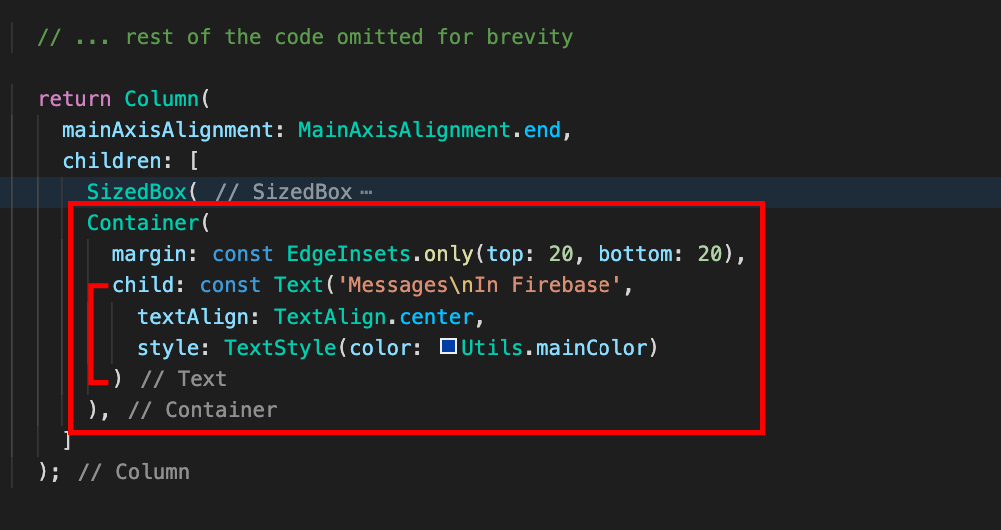 // ... rest of the code omitted for brevity
return Column(
mainAxisAlignment: MainAxisAlignment.end,
children: [
SizedBox( // SizedBox ⋯
Container(
margin: const EdgeInsets.only(top: 20, bottom: 20),
child: const Text('Messages\nIn Firebase',
textAlign: TextAlign.center,
style: TextStyle(color: Utils.mainColor)
) // Text
), // Container
]
); // Column